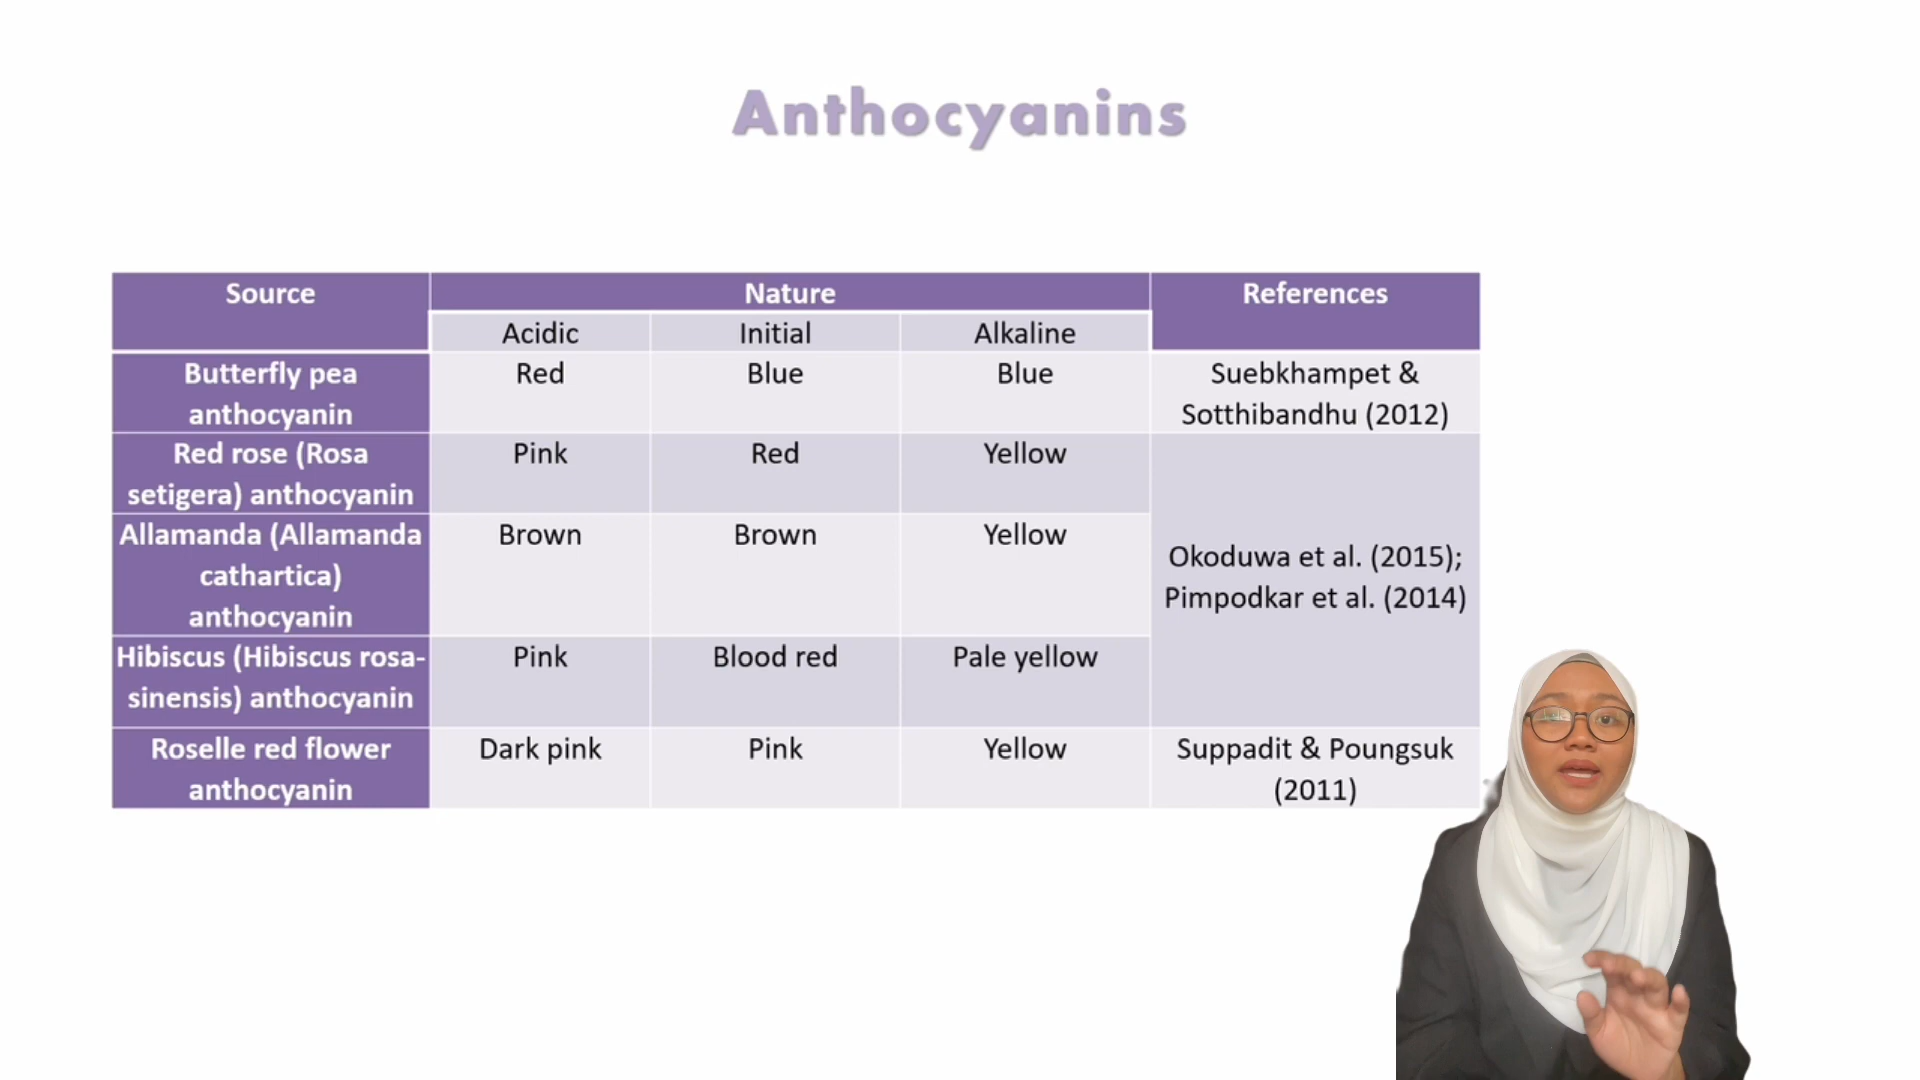 Anthocyanins
Source
Nature
References
Acidic
Initial
Alkaline
Butterfly pea
anthocyanin
Red
Blue
Blue
Suebkhampet &
Sotthibandhu (2012)
Red rose (Rosa
setigera) anthocyanin
Pink
Red
Yellow
Okoduwa et al. (2015);
Pimpodkar et al. (2014)
Allamanda (Allamanda
cathartica)
anthocyanin
Brown
Brown
Yellow
Hibiscus (Hibiscus rosa-
sinensis) anthocyanin
Pink
Blood red
Pale yellow
Roselle red flower
anthocyanin
Dark pink
Pink
Yellow
Suppadit & Poungsuk
(2011)